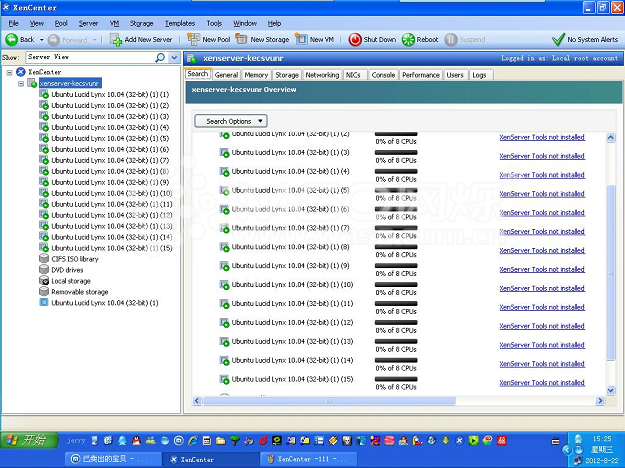 XenCenter
File View Pool Server VM Storage Templates Tools Window Help
Back Forward Add New Server New Pool New Storage New VM Shut Down Reboot Suspend No System Alerts
Show: Server View
xenserver-kecsvunr Logged in as: Local root account
XenCenter
xenserver-kecsvunr
Ubuntu Lucid Lynx 10.04 (32-bit) (1) (1)
Ubuntu Lucid Lynx 10.04 (32-bit) (1) (2)
Ubuntu Lucid Lynx 10.04 (32-bit) (1) (3)
Ubuntu Lucid Lynx 10.04 (32-bit) (1) (4)
Ubuntu Lucid Lynx 10.04 (32-bit) (1) (5)
Ubuntu Lucid Lynx 10.04 (32-bit) (1) (6)
Ubuntu Lucid Lynx 10.04 (32-bit) (1) (7)
Ubuntu Lucid Lynx 10.04 (32-bit) (1) (8)
Ubuntu Lucid Lynx 10.04 (32-bit) (1) (9)
Ubuntu Lucid Lynx 10.04 (32-bit) (1) (10)
Ubuntu Lucid Lynx 10.04 (32-bit) (1) (11)
Ubuntu Lucid Lynx 10.04 (32-bit) (1) (12)
Ubuntu Lucid Lynx 10.04 (32-bit) (1) (13)
Ubuntu Lucid Lynx 10.04 (32-bit) (1) (14)
Ubuntu Lucid Lynx 10.04 (32-bit) (1) (15)
CIFS ISO library
DVD drives
Local storage
Removable storage
Ubuntu Lucid Lynx 10.04 (32-bit) (1)
Search General Memory Storage Networking NICs Console Performance Users Logs
xenserver-kecsvunr Overview
Search Options
Ubuntu Lucid Lynx 10.04 (32-bit) (1) (2) 0% of 8 CPUs XenServer Tools not installed
Ubuntu Lucid Lynx 10.04 (32-bit) (1) (3) 0% of 8 CPUs XenServer Tools not installed
Ubuntu Lucid Lynx 10.04 (32-bit) (1) (4) 0% of 8 CPUs XenServer Tools not installed
Ubuntu Lucid Lynx 10.04 (32-bit) (1) (5) 0% of 8 CPUs XenServer Tools not installed
Ubuntu Lucid Lynx 10.04 (32-bit) (1) (6) 0% of 8 CPUs XenServer Tools not installed
Ubuntu Lucid Lynx 10.04 (32-bit) (1) (7) 0% of 8 CPUs XenServer Tools not installed
Ubuntu Lucid Lynx 10.04 (32-bit) (1) (8) 0% of 8 CPUs XenServer Tools not installed
Ubuntu Lucid Lynx 10.04 (32-bit) (1) (9) 0% of 8 CPUs XenServer Tools not installed
Ubuntu Lucid Lynx 10.04 (32-bit) (1) (10) 0% of 8 CPUs XenServer Tools not installed
Ubuntu Lucid Lynx 10.04 (32-bit) (1) (11) 0% of 8 CPUs XenServer Tools not installed
Ubuntu Lucid Lynx 10.04 (32-bit) (1) (12) 0% of 8 CPUs XenServer Tools not installed
Ubuntu Lucid Lynx 10.04 (32-bit) (1) (13) 0% of 8 CPUs XenServer Tools not installed
Ubuntu Lucid Lynx 10.04 (32-bit) (1) (14) 0% of 8 CPUs XenServer Tools not installed
Ubuntu Lucid Lynx 10.04 (32-bit) (1) (15) 0% of 8 CPUs XenServer Tools not installed
开始 jerry
15:25
星期三
2012-8-22
已卖出的宝贝 - ... XenCenter XenCenter -111 - ...